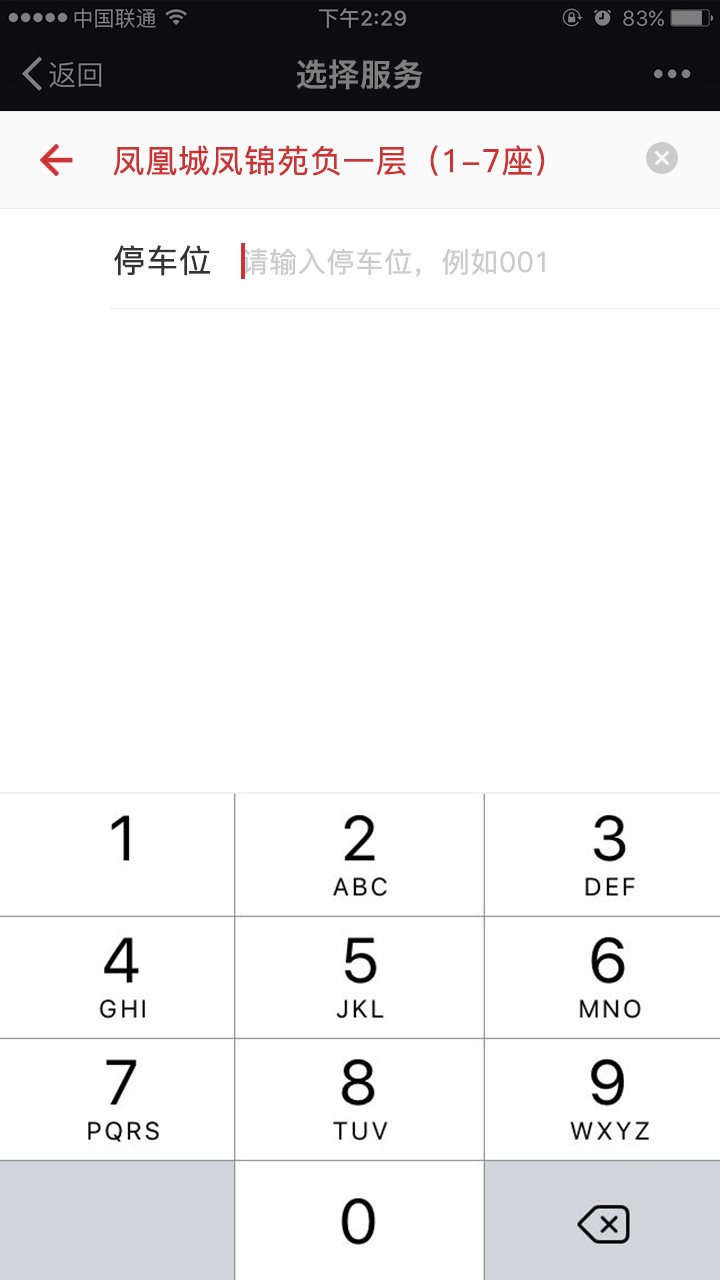 中国联通 下午2:29 83%
返回 选择服务
凤凰城凤锦苑负一层（1-7座）
停车位 请输入停车位，例如001
1 2 3
ABC DEF
4 5 6
GHI JKL MNO
7 8 9
PQRS TUV WXYZ
0